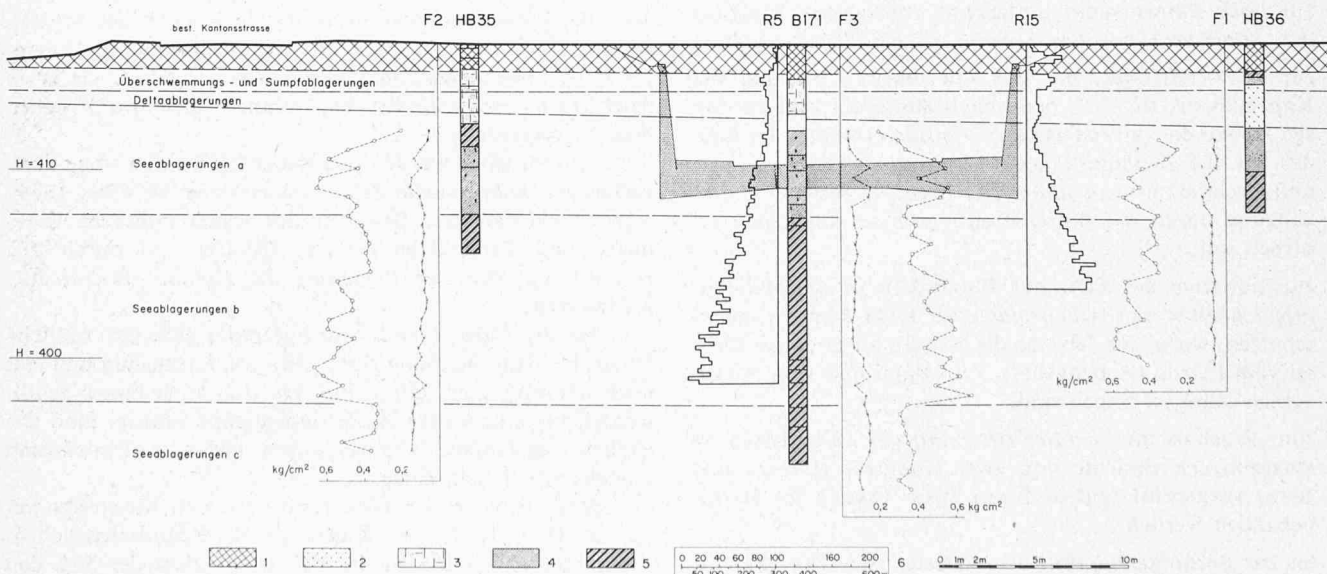 best. Kantonsstrasse
F2 HB35 R5 B171 F3 R15 F1 HB36
Überschwemmungs- und Sumpfablagerungen
Deltaablagerungen
H = 410
Seeablagerungen a
Seeablagerungen b
H = 400
kg/cm² 0,6 0,4 0,2
Seeablagerungen c
kg/cm² 0,6 0,4 0,2
0,2 0,4 0,6 kg cm²
1 2 3 4 5
0 20 40 60 80 100 200
50 100 200 300 400 600
6
0 1m 2m 5m 10m